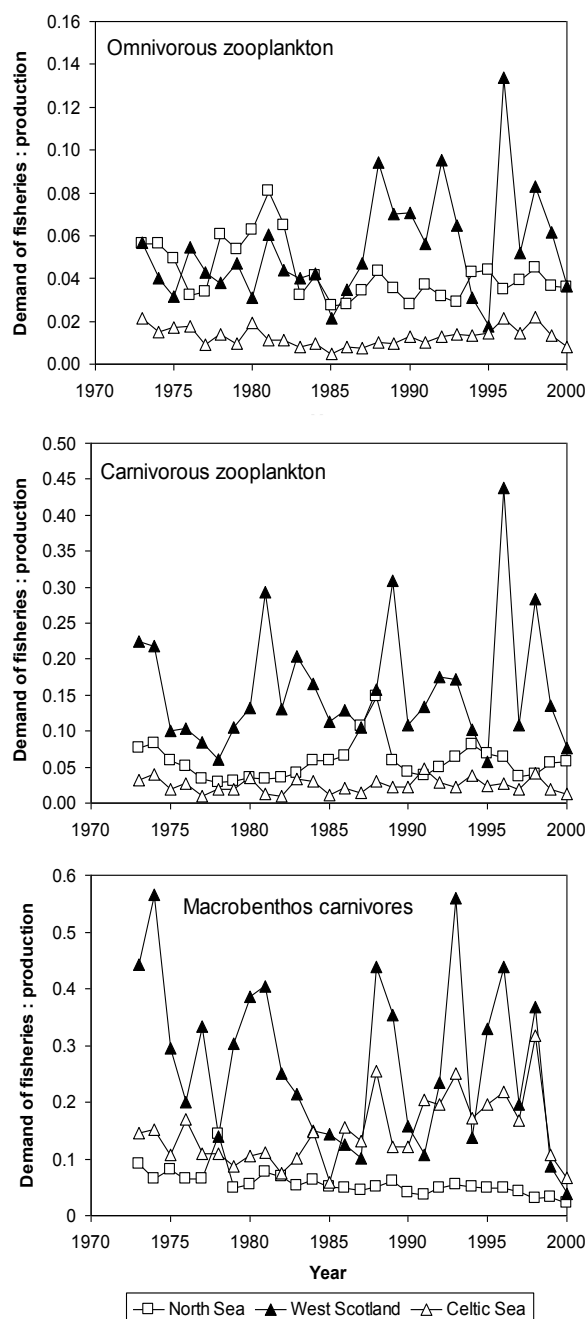 Omnivorous zooplankton
Demand of fisheries : production
0.16
0.14
0.12
0.10
0.08
0.06
0.04
0.02
0.00
1970 1975 1980 1985 1990 1995 2000
Carnivorous zooplankton
Demand of fisheries : production
0.50
0.45
0.40
0.35
0.30
0.25
0.20
0.15
0.10
0.05
0.00
1970 1975 1980 1985 1990 1995 2000
Macrobenthos carnivores
Demand of fisheries : production
0.6
0.5
0.4
0.3
0.2
0.1
0
1970 1975 1980 1985 1990 1995 2000
Year
North Sea West Scotland Celtic Sea